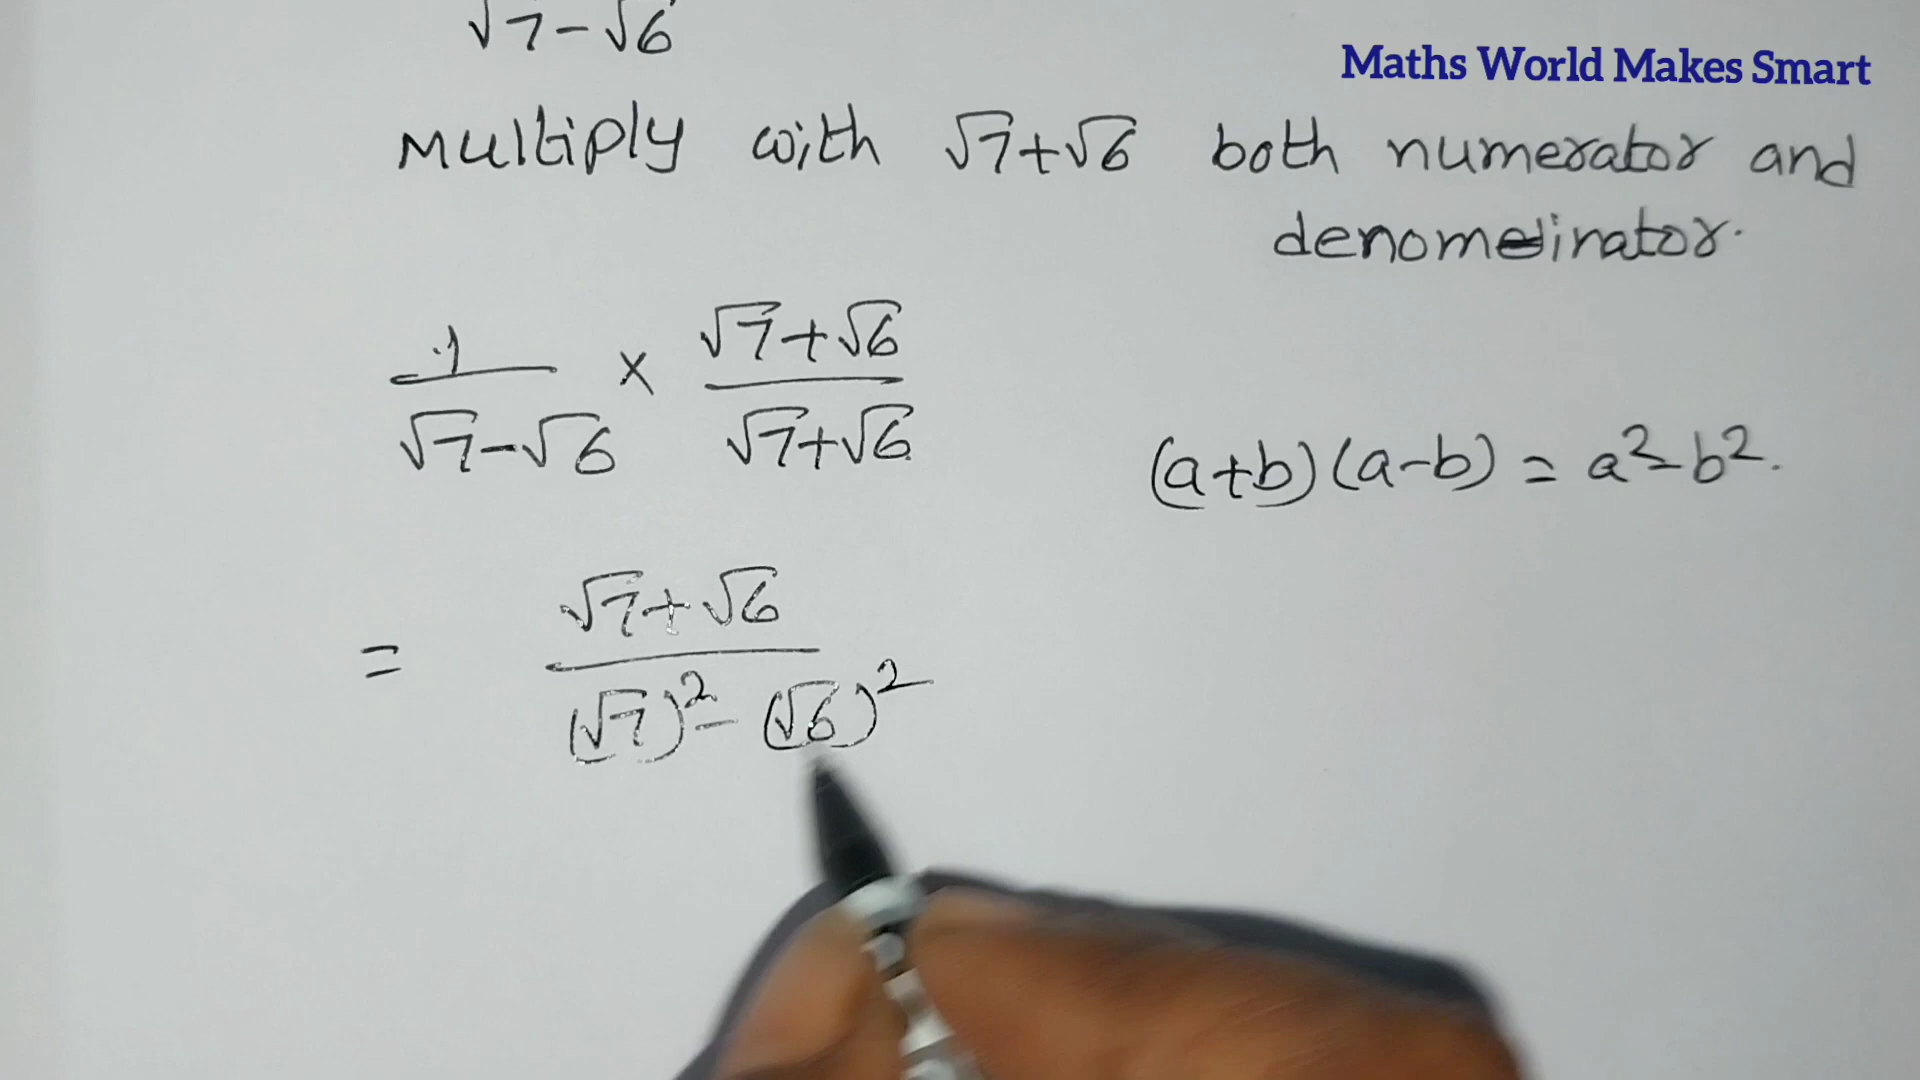 √7-√6
Maths World Makes Smart
Multiply with √7+√6 both numerator and
denominator.
1/(√7-√6) × (√7+√6)/(√7+√6)
(a+b)(a-b) = a²-b².
= (√7+√6)/((√7)²-(√6)²)